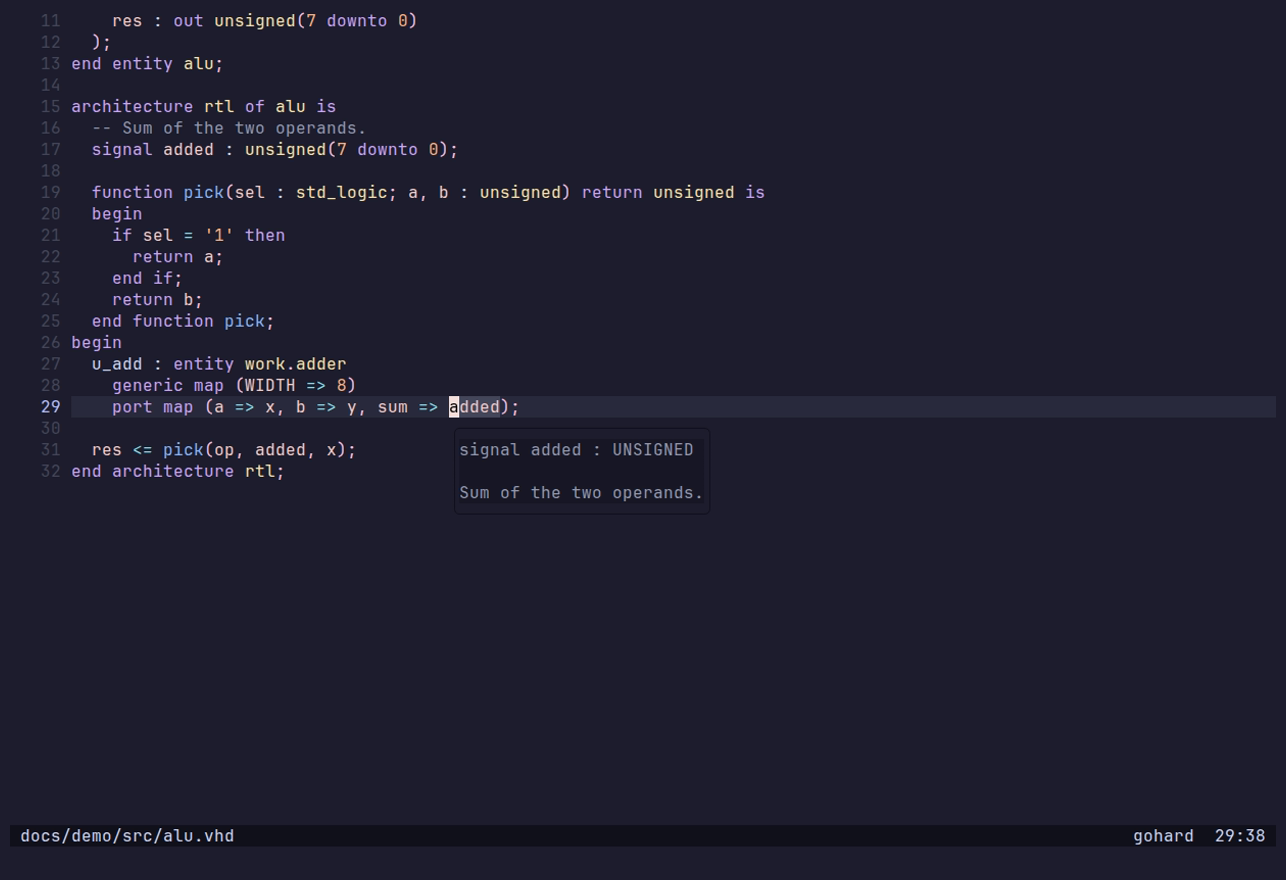 11      res : out unsigned(7 downto 0)
12    );
13  end entity alu;
14
15  architecture rtl of alu is
16    -- Sum of the two operands.
17    signal added : unsigned(7 downto 0);
18
19    function pick(sel : std_logic; a, b : unsigned) return unsigned is
20    begin
21      if sel = '1' then
22        return a;
23      end if;
24      return b;
25    end function pick;
26  begin
27    u_add : entity work.adder
28      generic map (WIDTH => 8)
29      port map (a => x, b => y, sum => added);
30
31    res <= pick(op, added, x);
signal added : UNSIGNED
32  end architecture rtl;
Sum of the two operands.
docs/demo/src/alu.vhd    gohard  29:38